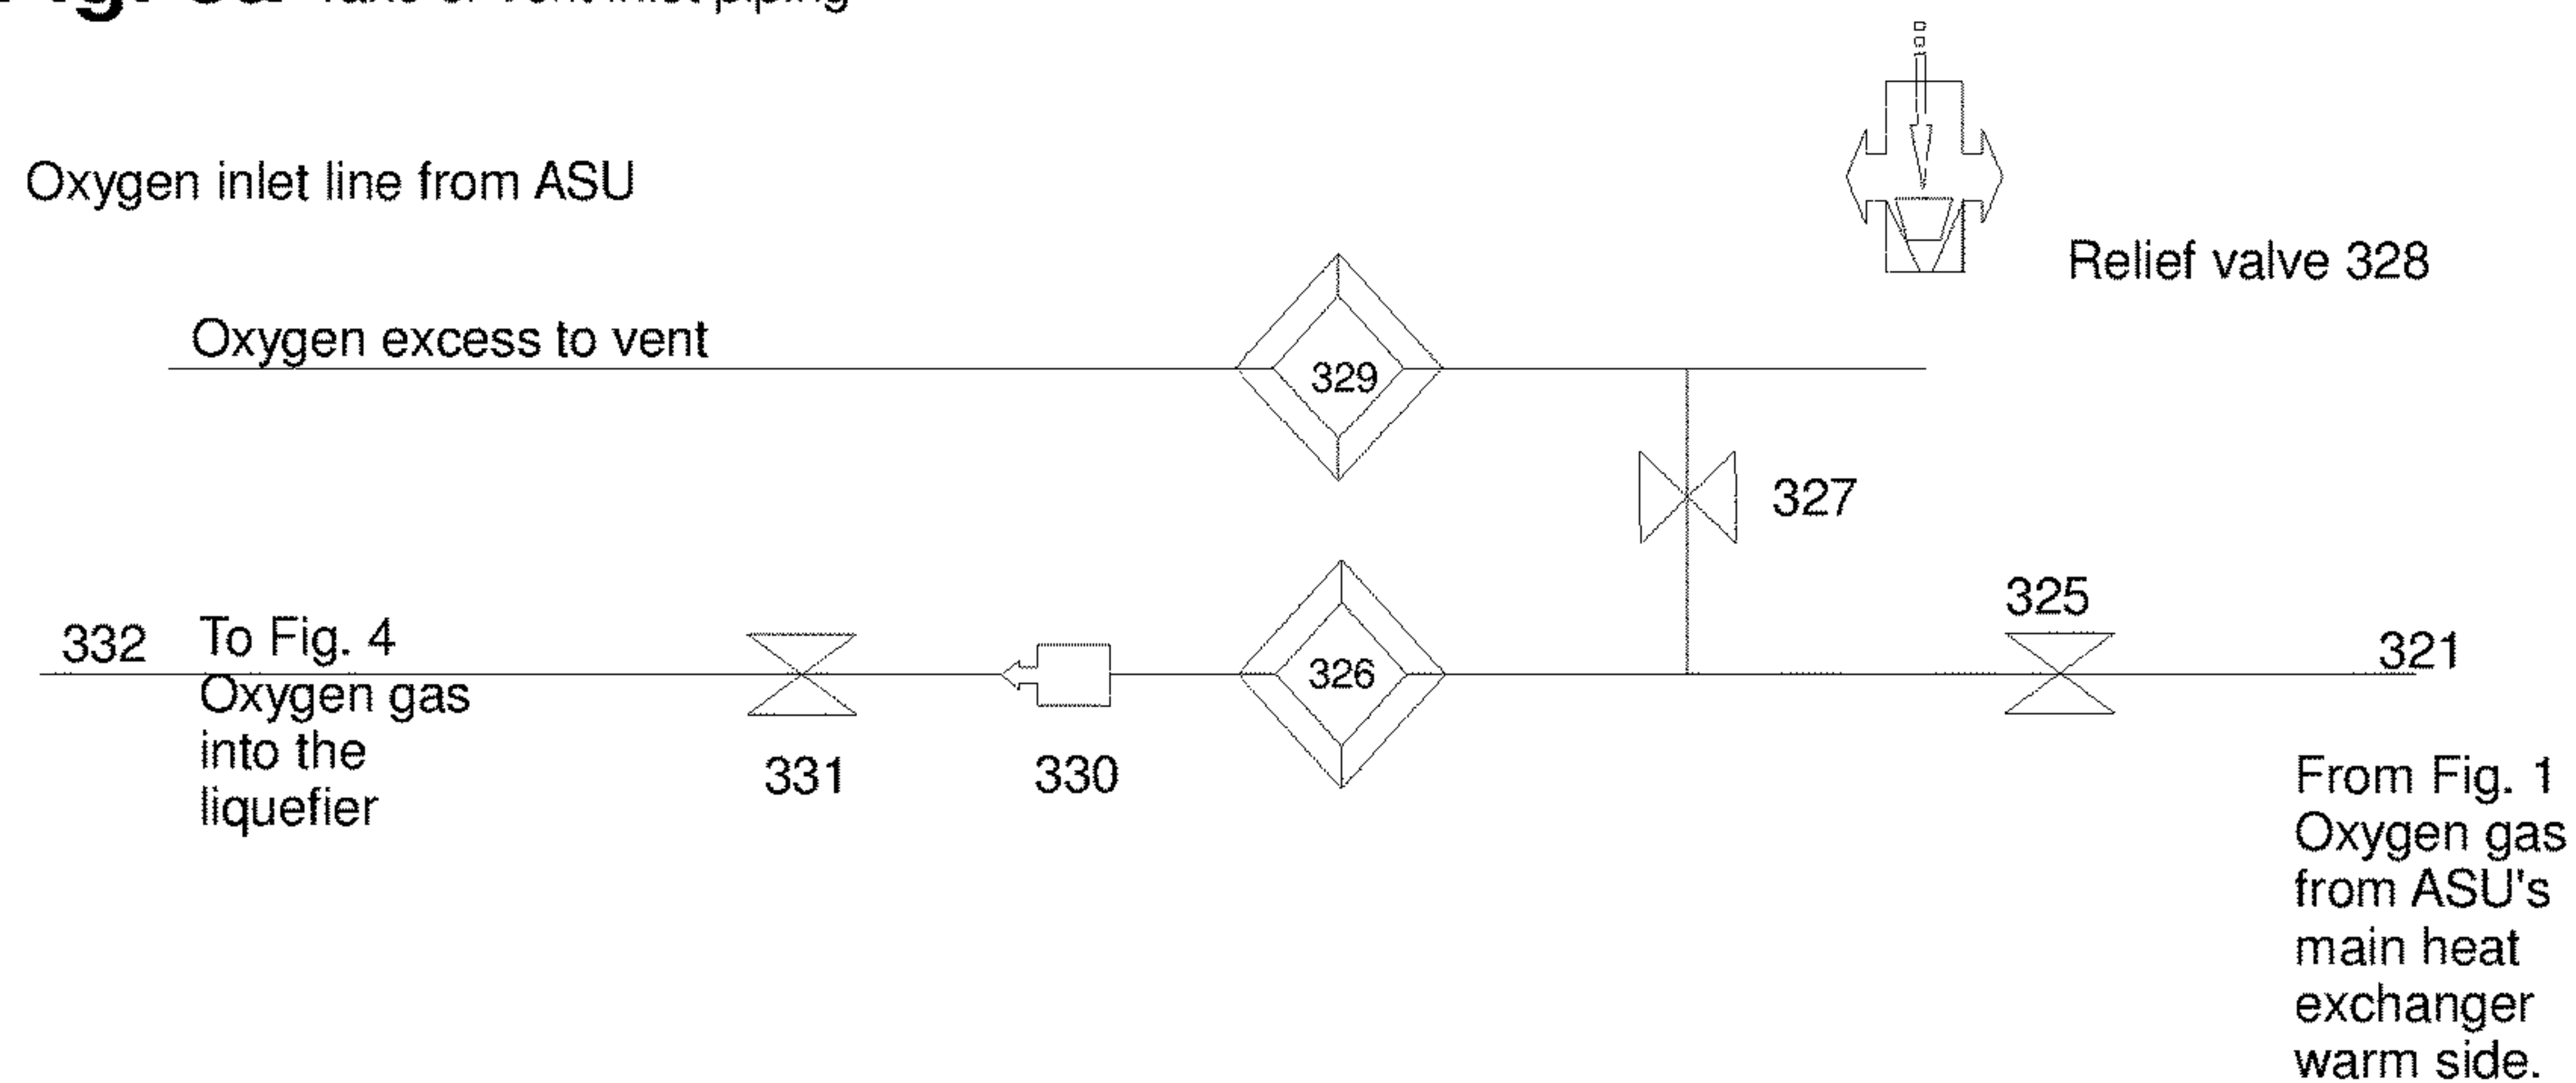 Oxygen inlet line from ASU
Relief valve 328
Oxygen excess to vent
329
327
325
321
332
To Fig. 4
Oxygen gas
into the
liquefier
331
330
326
From Fig. 1
Oxygen gas
from ASU's
main heat
exchanger
warm side.